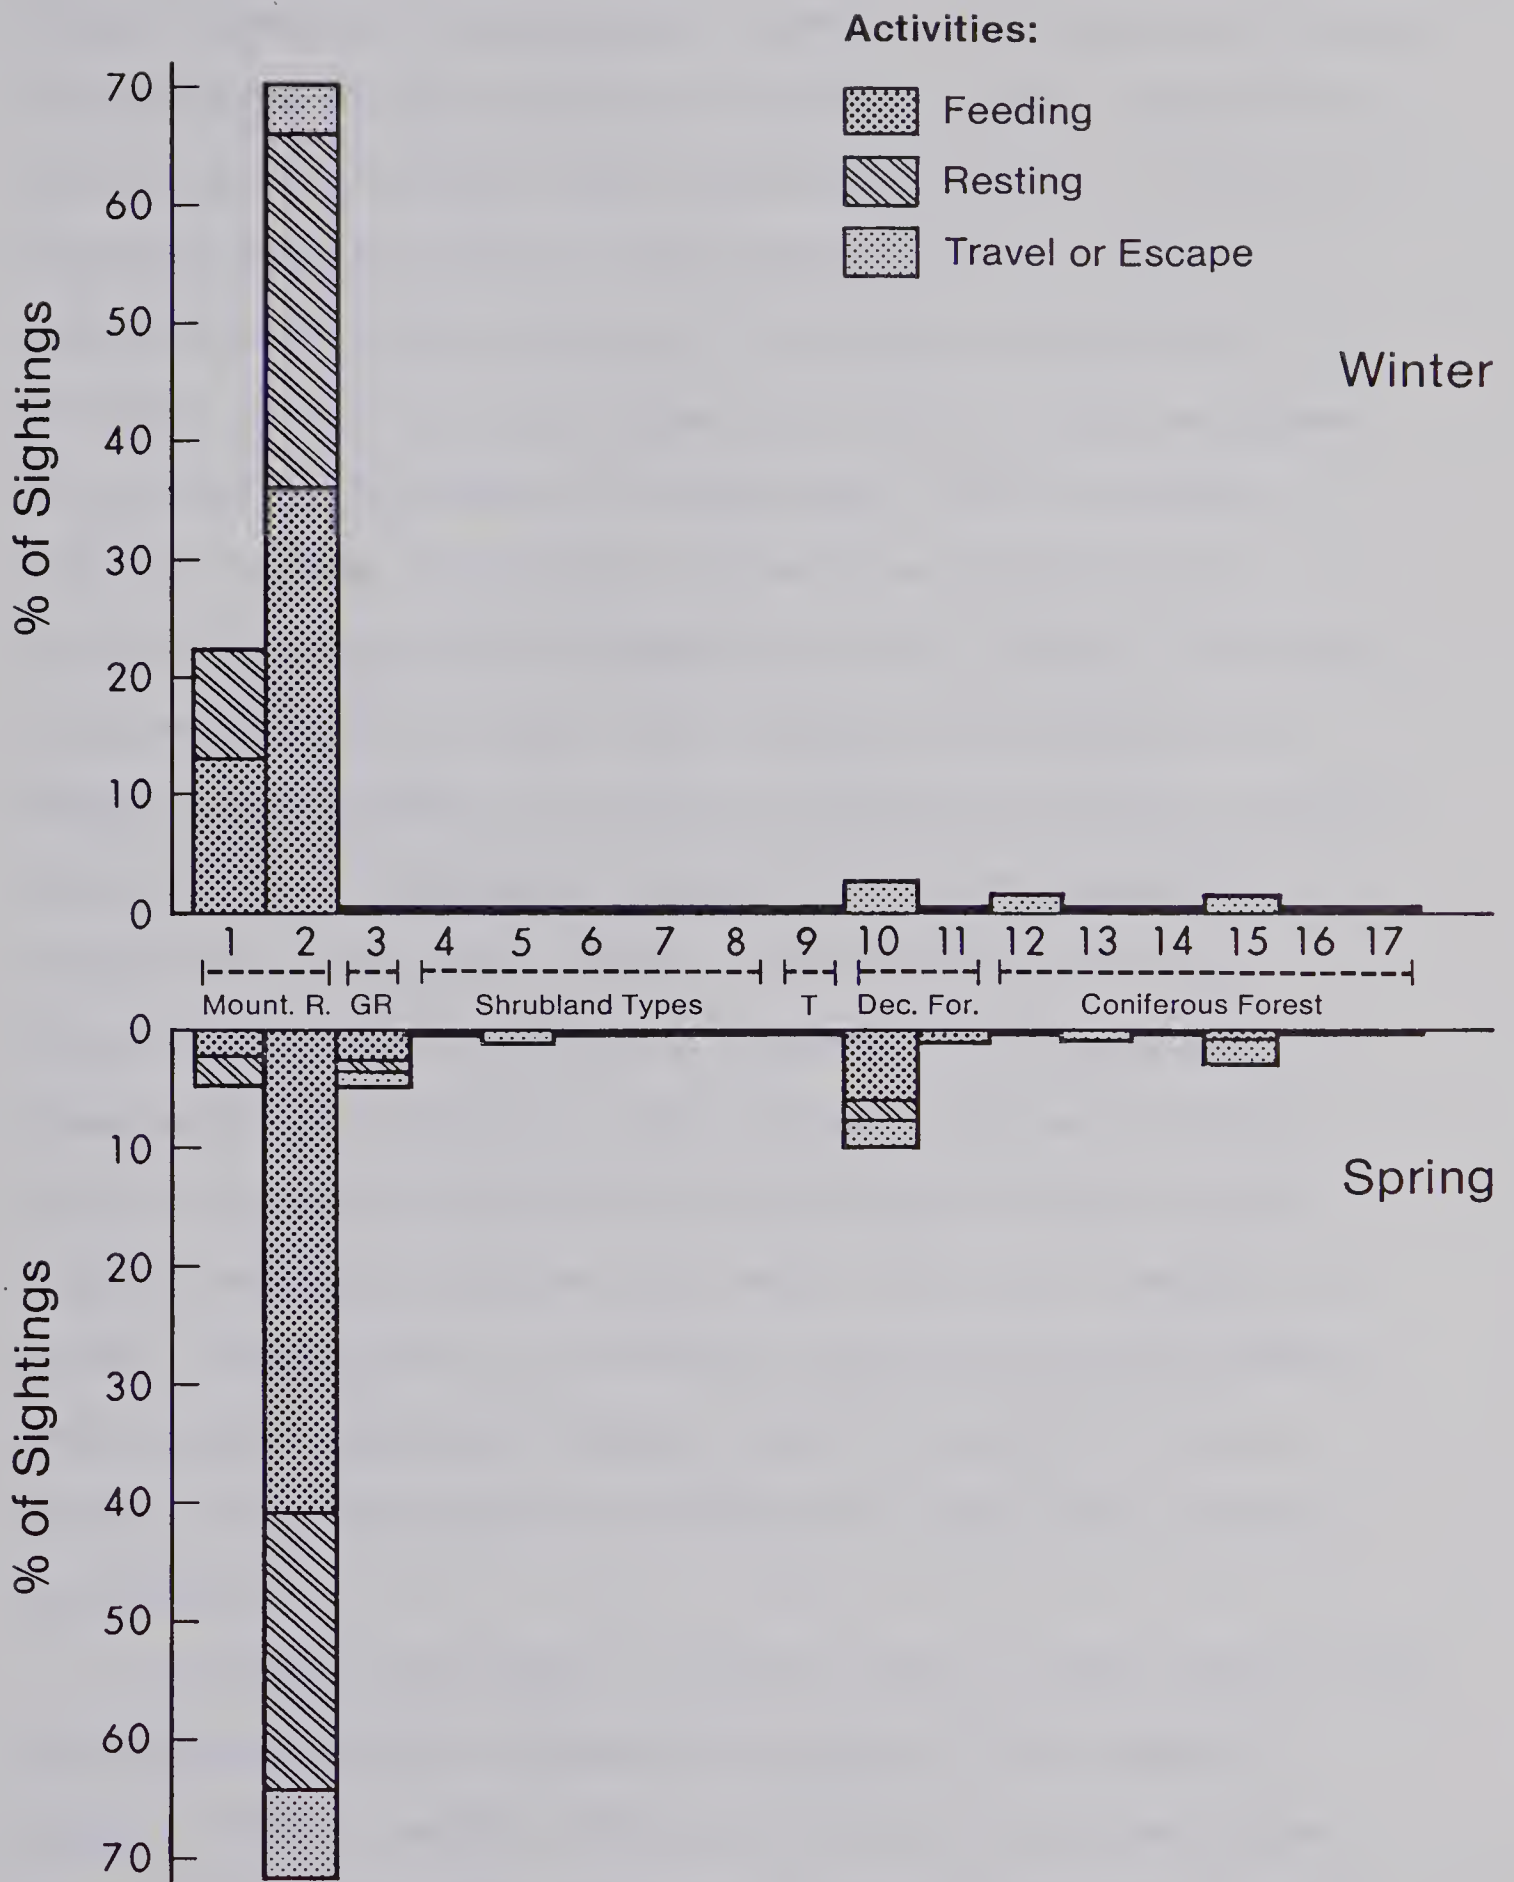 Activities:
Feeding
Resting
Travel or Escape
Winter
% of Sightings
70
60
50
40
30
20
10
0
1 2 3 4 5 6 7 8 9 10 11 12 13 14 15 16 17
Mount. R. GR Shrubland Types T Dec. For. Coniferous Forest
Spring
% of Sightings
0
10
20
30
40
50
60
70